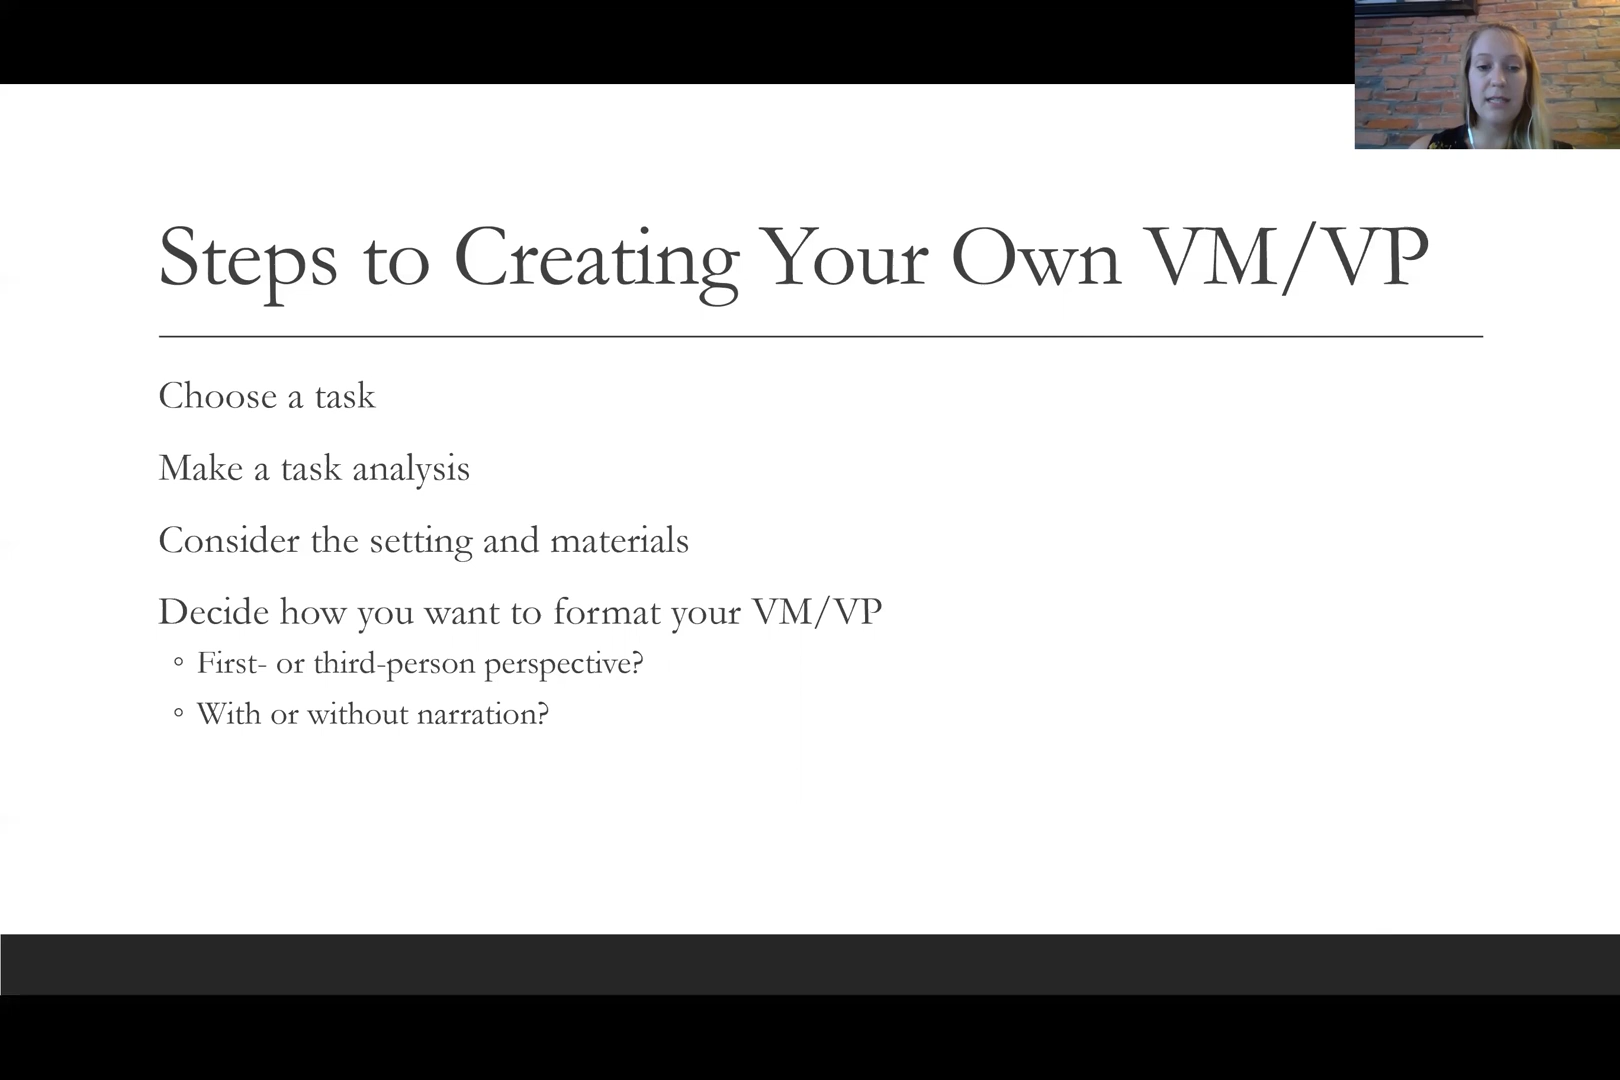 Steps to Creating Your Own VM/VP
Choose a task
Make a task analysis
Consider the setting and materials
Decide how you want to format your VM/VP
◦ First- or third-person perspective?
◦ With or without narration?